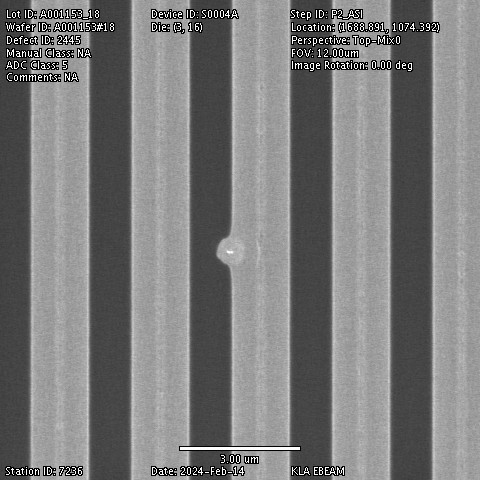 Lot ID: A001153_18
Device ID: S0004A
Step ID: P2_ASI
Wafer ID: A001153#18
Die: (3, 16)
Location: (1688.891, 1074.392)
Defect ID: 2445
Perspective: Top-Mix0
Manual Class: NA
FOV: 12.00um
ADC Class: 5
Image Rotation: 0.00 deg
Comments: NA
3.00 um
Station ID: 7236
Date: 2024-Feb-14
KLA EBEAM